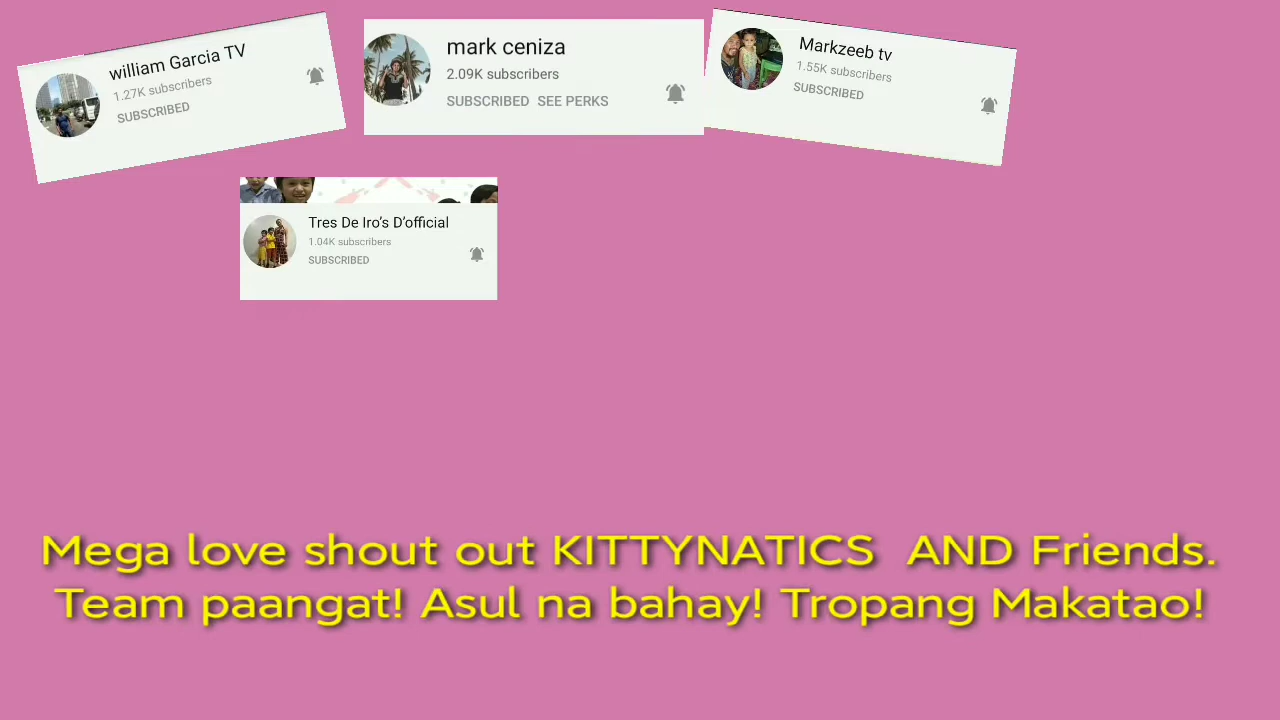 william Garcia TV
1.27K subscribers
SUBSCRIBED
mark ceniza
2.09K subscribers
SUBSCRIBED SEE PERKS
Markzeeb tv
1.55K subscribers
SUBSCRIBED
Tres De Iro’s D’official
1.04K subscribers
SUBSCRIBED
Mega love shout out KITTYNATICS AND Friends.
Team paangat! Asul na bahay! Tropang Makatao!